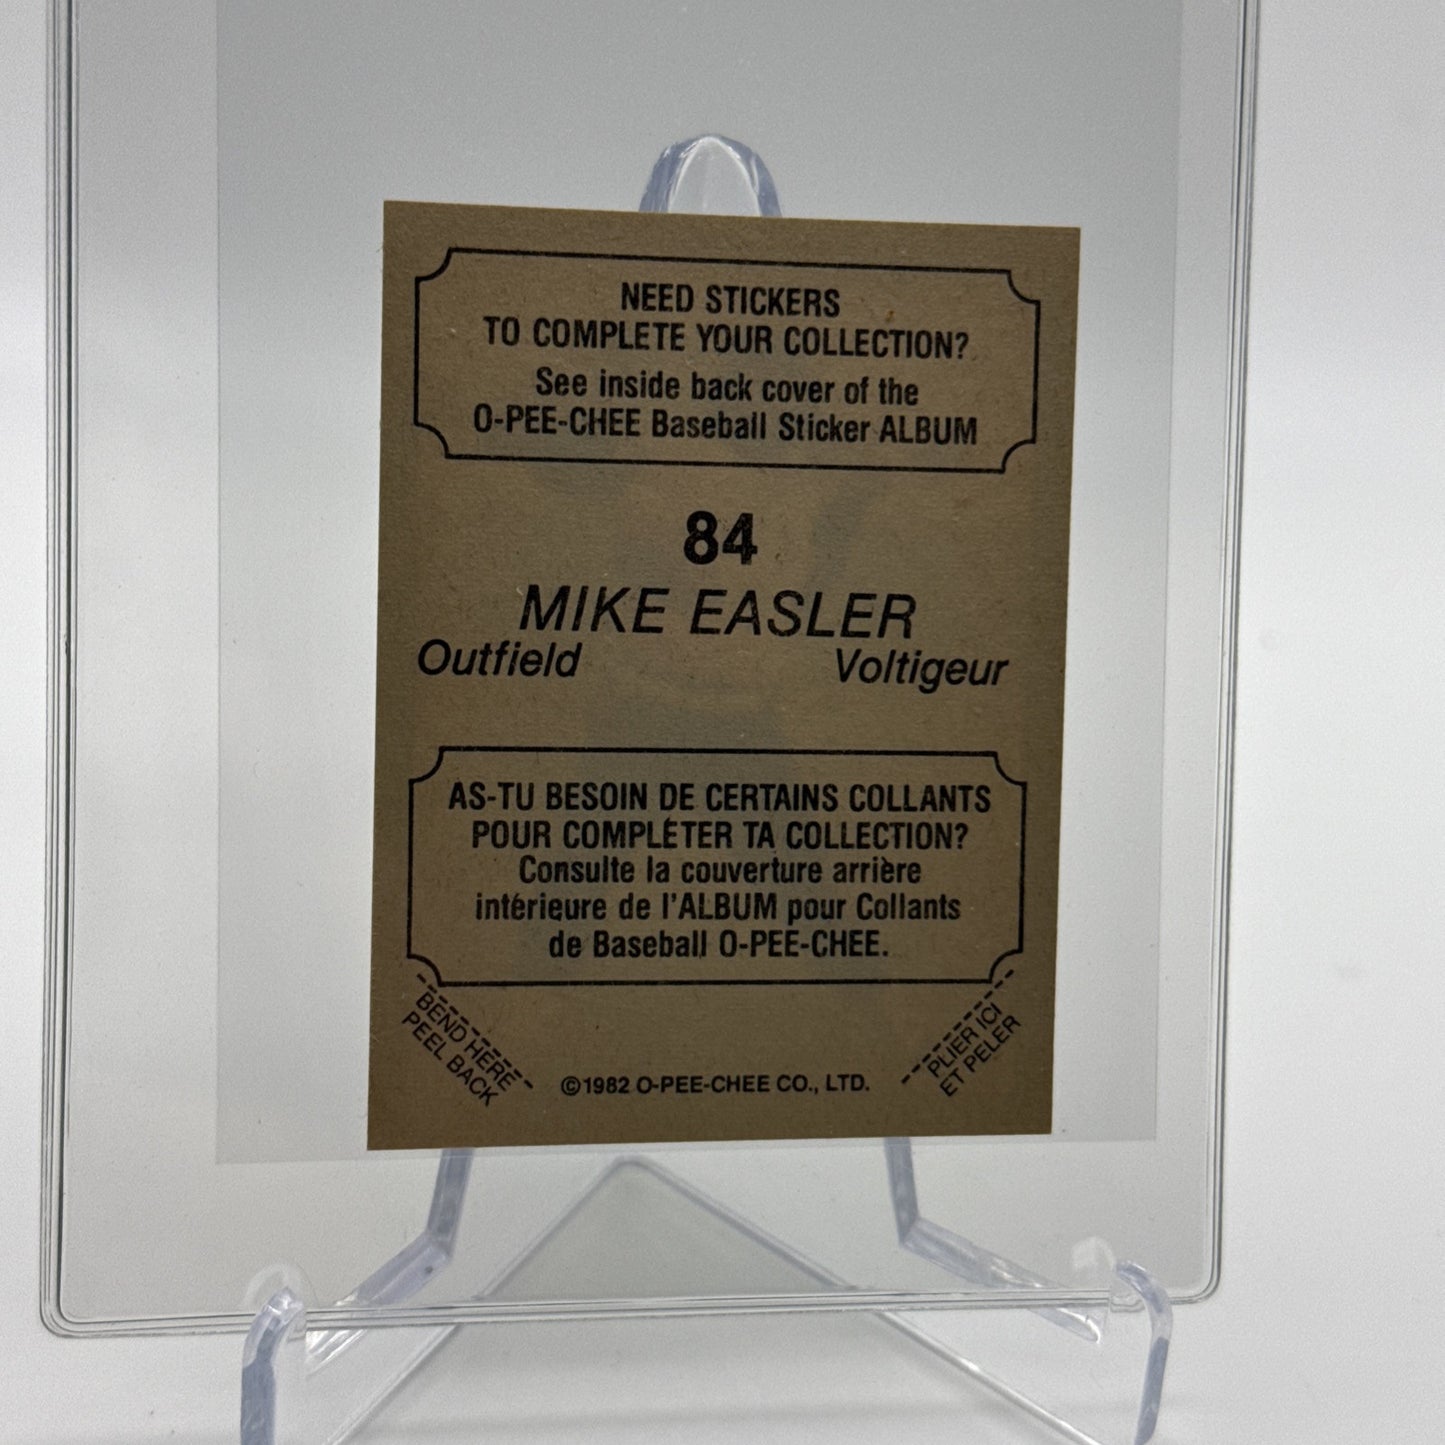 NEED STICKERS
TO COMPLETE YOUR COLLECTION?
See inside back cover of the
O-PEE-CHEE Baseball Sticker ALBUM
84
MIKE EASLER
Outfield Voltigeur
AS-TU BESOIN DE CERTAINS COLLANTS
POUR COMPLÉTER TA COLLECTION?
Consulte la couverture arrière
intérieure de l'ALBUM pour Collants
de Baseball O-PEE-CHEE.
BEND HERE
PEEL BACK
©1982 O-PEE-CHEE CO., LTD.
PLIER ICI
ET PELER